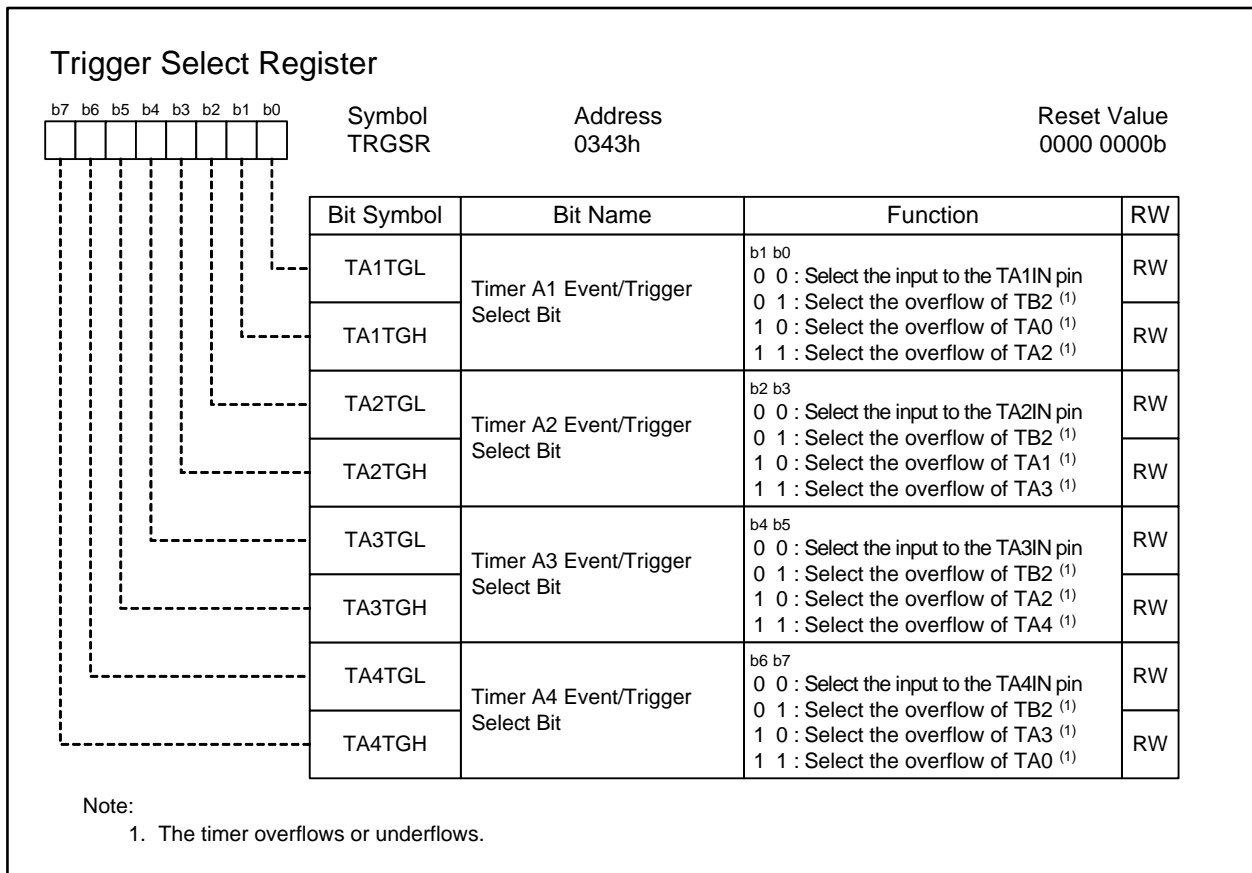 Trigger Select Register
b7 b6 b5 b4 b3 b2 b1 b0
Symbol Address Reset Value
TRGSR 0343h 0000 0000b
Bit Symbol Bit Name Function RW
TA1TGL
TA1TGH
Timer A1 Event/Trigger
Select Bit
b1 b0
0 0 : Select the input to the TA1IN pin
0 1 : Select the overflow of TB2 (1)
1 0 : Select the overflow of TA0 (1)
1 1 : Select the overflow of TA2 (1)
RW
RW
TA2TGL
TA2TGH
Timer A2 Event/Trigger
Select Bit
b2 b3
0 0 : Select the input to the TA2IN pin
0 1 : Select the overflow of TB2 (1)
1 0 : Select the overflow of TA1 (1)
1 1 : Select the overflow of TA3 (1)
RW
RW
TA3TGL
TA3TGH
Timer A3 Event/Trigger
Select Bit
b4 b5
0 0 : Select the input to the TA3IN pin
0 1 : Select the overflow of TB2 (1)
1 0 : Select the overflow of TA2 (1)
1 1 : Select the overflow of TA4 (1)
RW
RW
TA4TGL
TA4TGH
Timer A4 Event/Trigger
Select Bit
b6 b7
0 0 : Select the input to the TA4IN pin
0 1 : Select the overflow of TB2 (1)
1 0 : Select the overflow of TA3 (1)
1 1 : Select the overflow of TA0 (1)
RW
RW
Note:
1. The timer overflows or underflows.